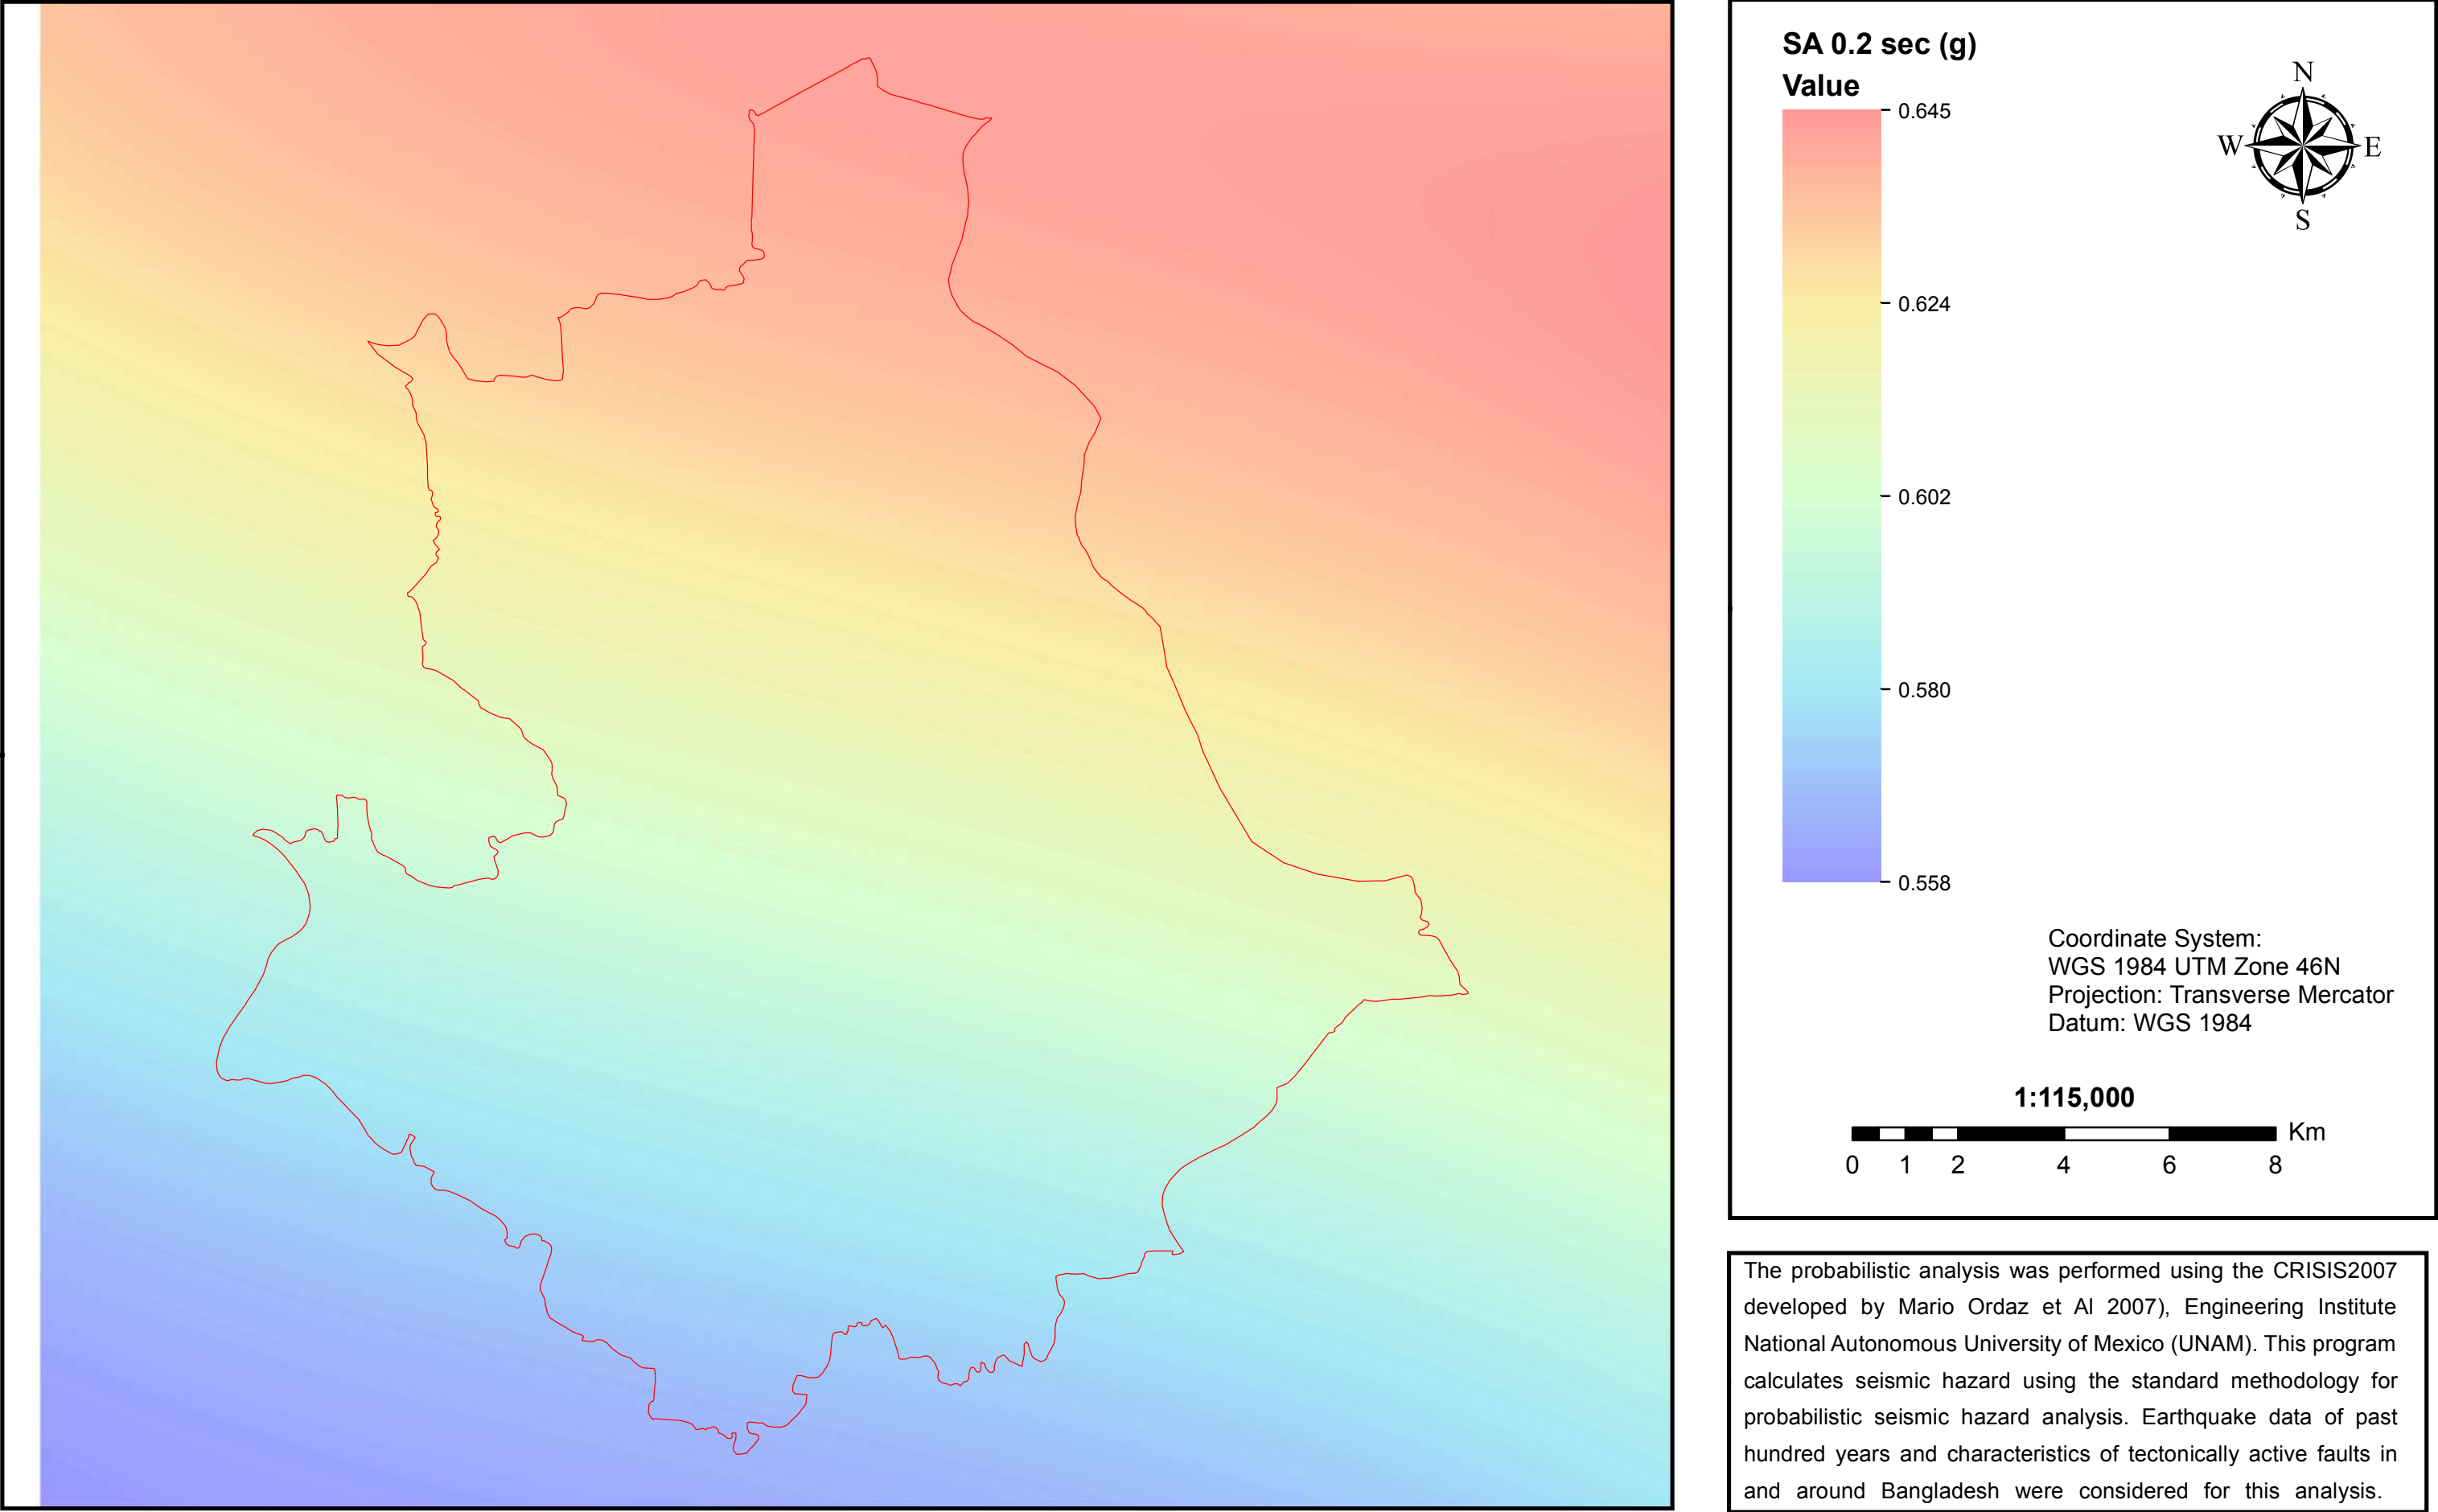 SA 0.2 sec (g)
Value
0.645
0.624
0.602
0.580
0.558
N
W E
S
Coordinate System:
WGS 1984 UTM Zone 46N
Projection: Transverse Mercator
Datum: WGS 1984
1:115,000
Km
0 1 2 4 6 8
The probabilistic analysis was performed using the CRISIS2007
developed by Mario Ordaz et Al 2007), Engineering Institute
National Autonomous University of Mexico (UNAM). This program
calculates seismic hazard using the standard methodology for
probabilistic seismic hazard analysis. Earthquake data of past
hundred years and characteristics of tectonically active faults in
and around Bangladesh were considered for this analysis.